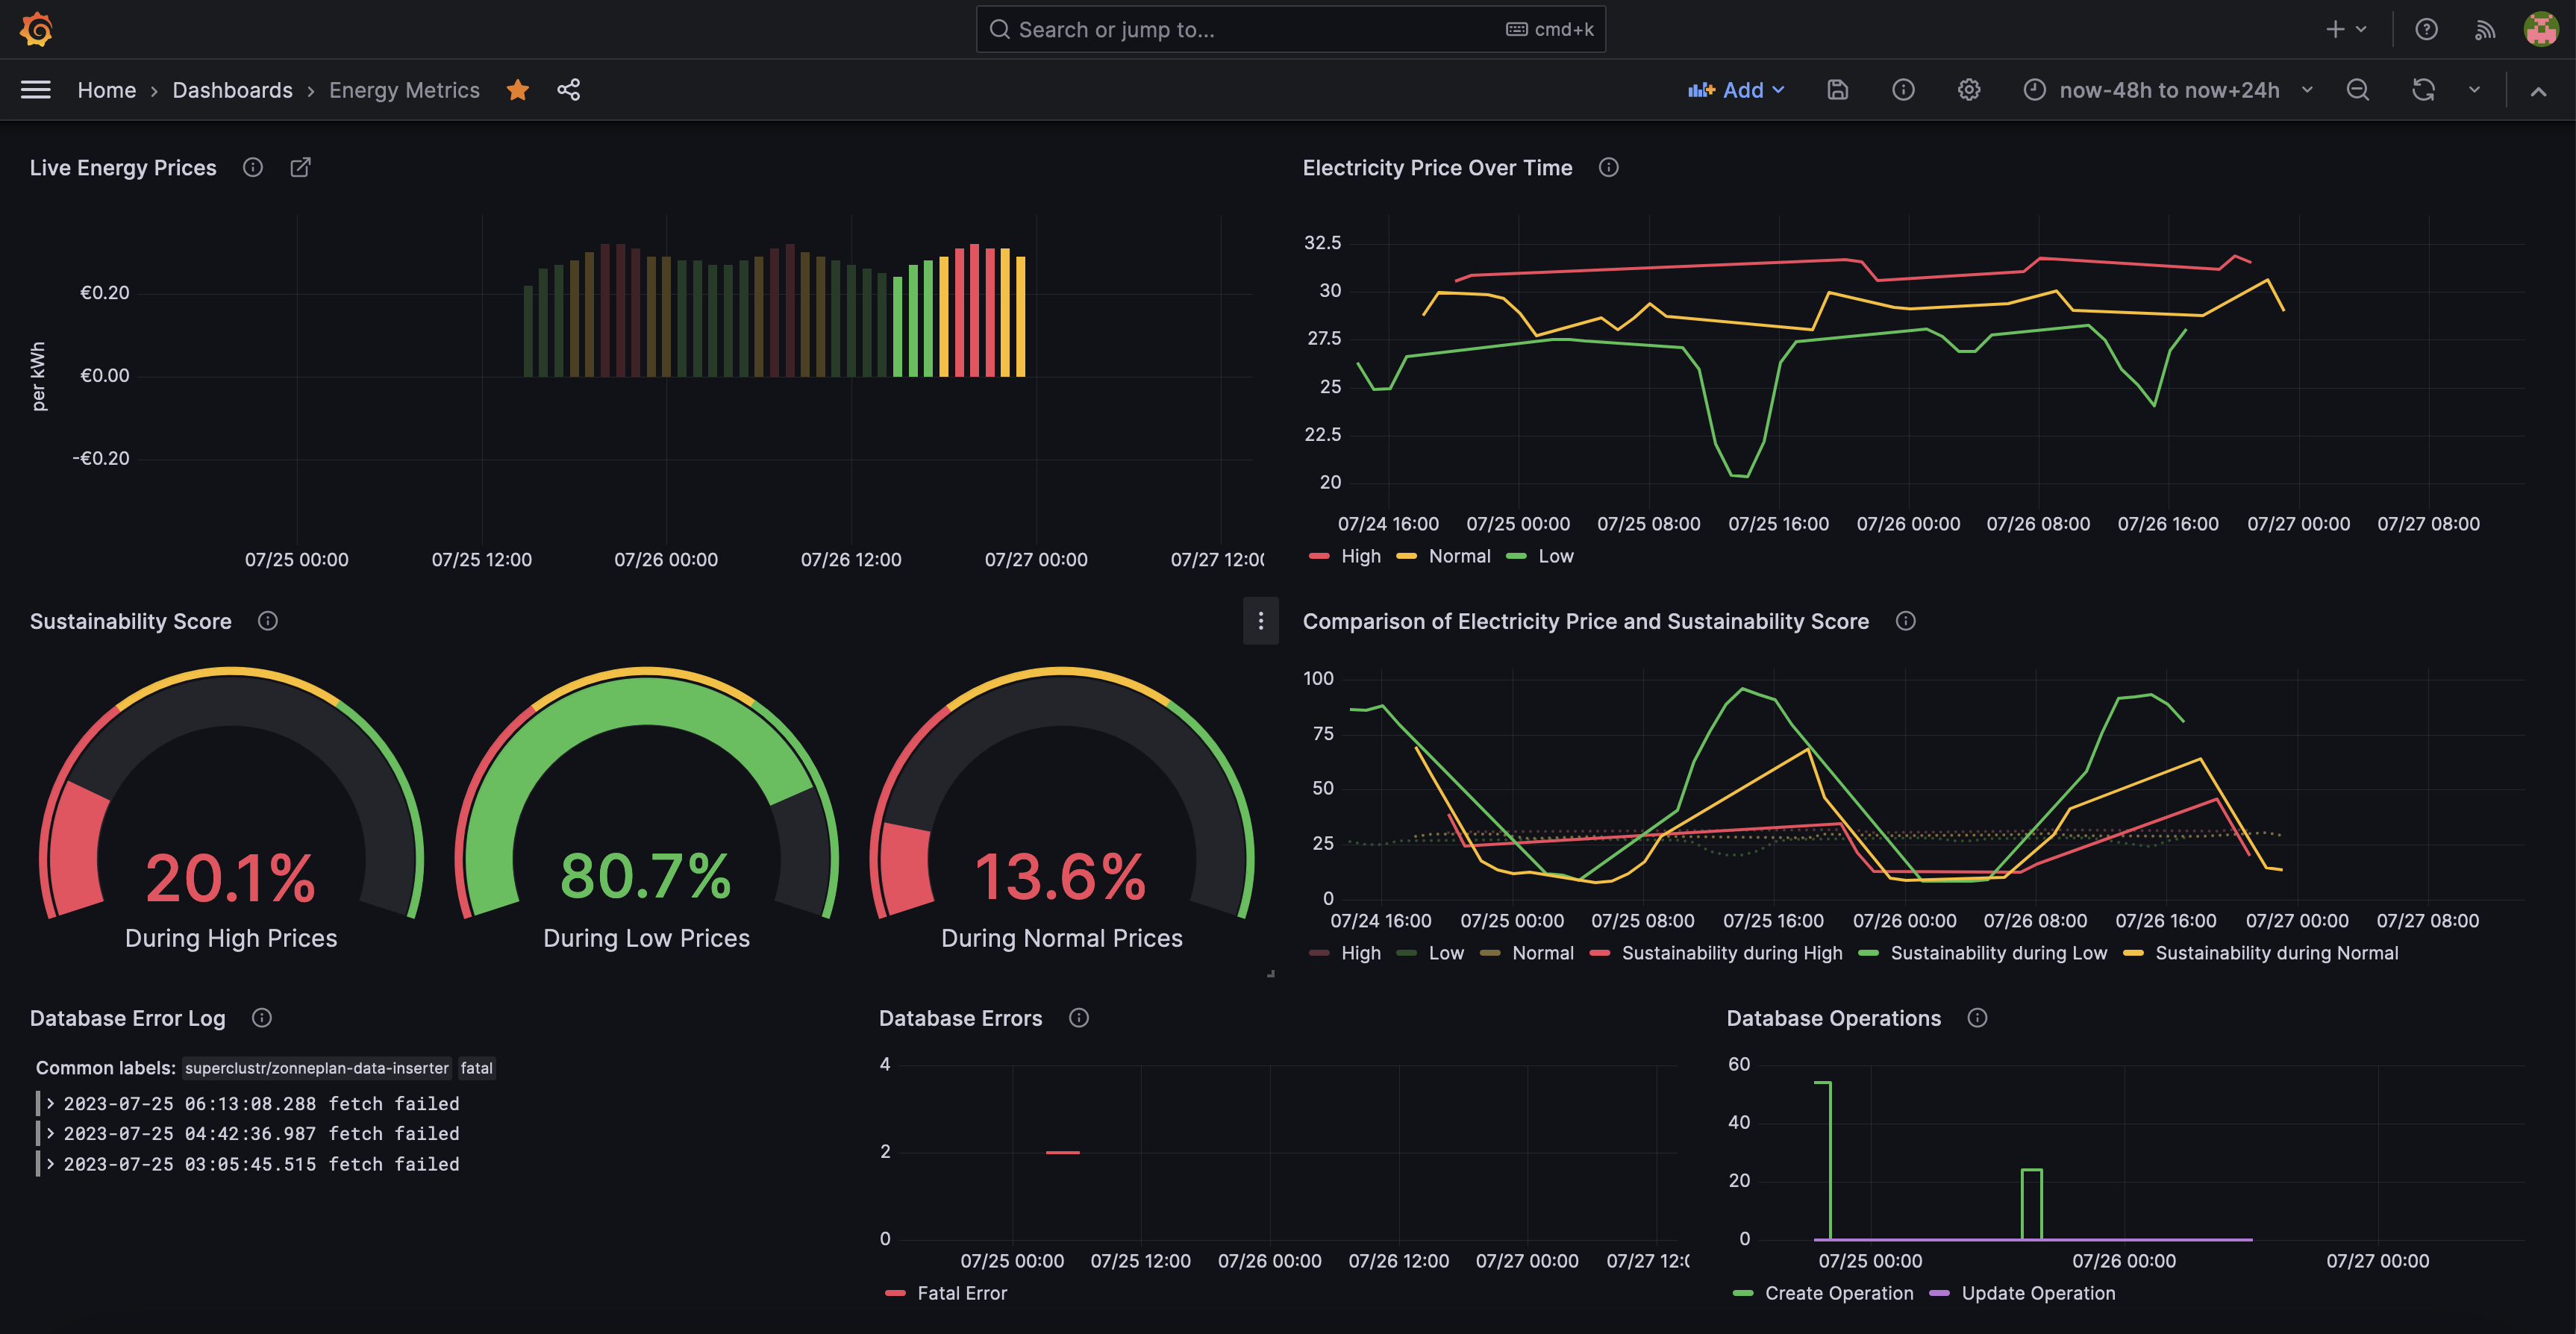 Search or jump to... cmd+k
Home › Dashboards › Energy Metrics Add now-48h to now+24h
Live Energy Prices
per kWh
€0.20
€0.00
-€0.20
07/25 00:00 07/25 12:00 07/26 00:00 07/26 12:00 07/27 00:00 07/27 12:0
Electricity Price Over Time
32.5
30
27.5
25
22.5
20
07/24 16:00 07/25 00:00 07/25 08:00 07/25 16:00 07/26 00:00 07/26 08:00 07/26 16:00 07/27 00:00 07/27 08:00
High Normal Low
Sustainability Score
20.1% 80.7% 13.6%
During High Prices During Low Prices During Normal Prices
Comparison of Electricity Price and Sustainability Score
100
75
50
25
0
07/24 16:00 07/25 00:00 07/25 08:00 07/25 16:00 07/26 00:00 07/26 08:00 07/26 16:00 07/27 00:00 07/27 08:00
High Low Normal Sustainability during High Sustainability during Low Sustainability during Normal
Database Error Log
Common labels: superclustr/zonneplan-data-inserter fatal
2023-07-25 06:13:08.288 fetch failed
2023-07-25 04:42:36.987 fetch failed
2023-07-25 03:05:45.515 fetch failed
Database Errors
4
2
0
07/25 00:00 07/25 12:00 07/26 00:00 07/26 12:00 07/27 00:00 07/27 12:
Fatal Error
Database Operations
60
40
20
0
07/25 00:00 07/26 00:00 07/27 00:00
Create Operation Update Operation